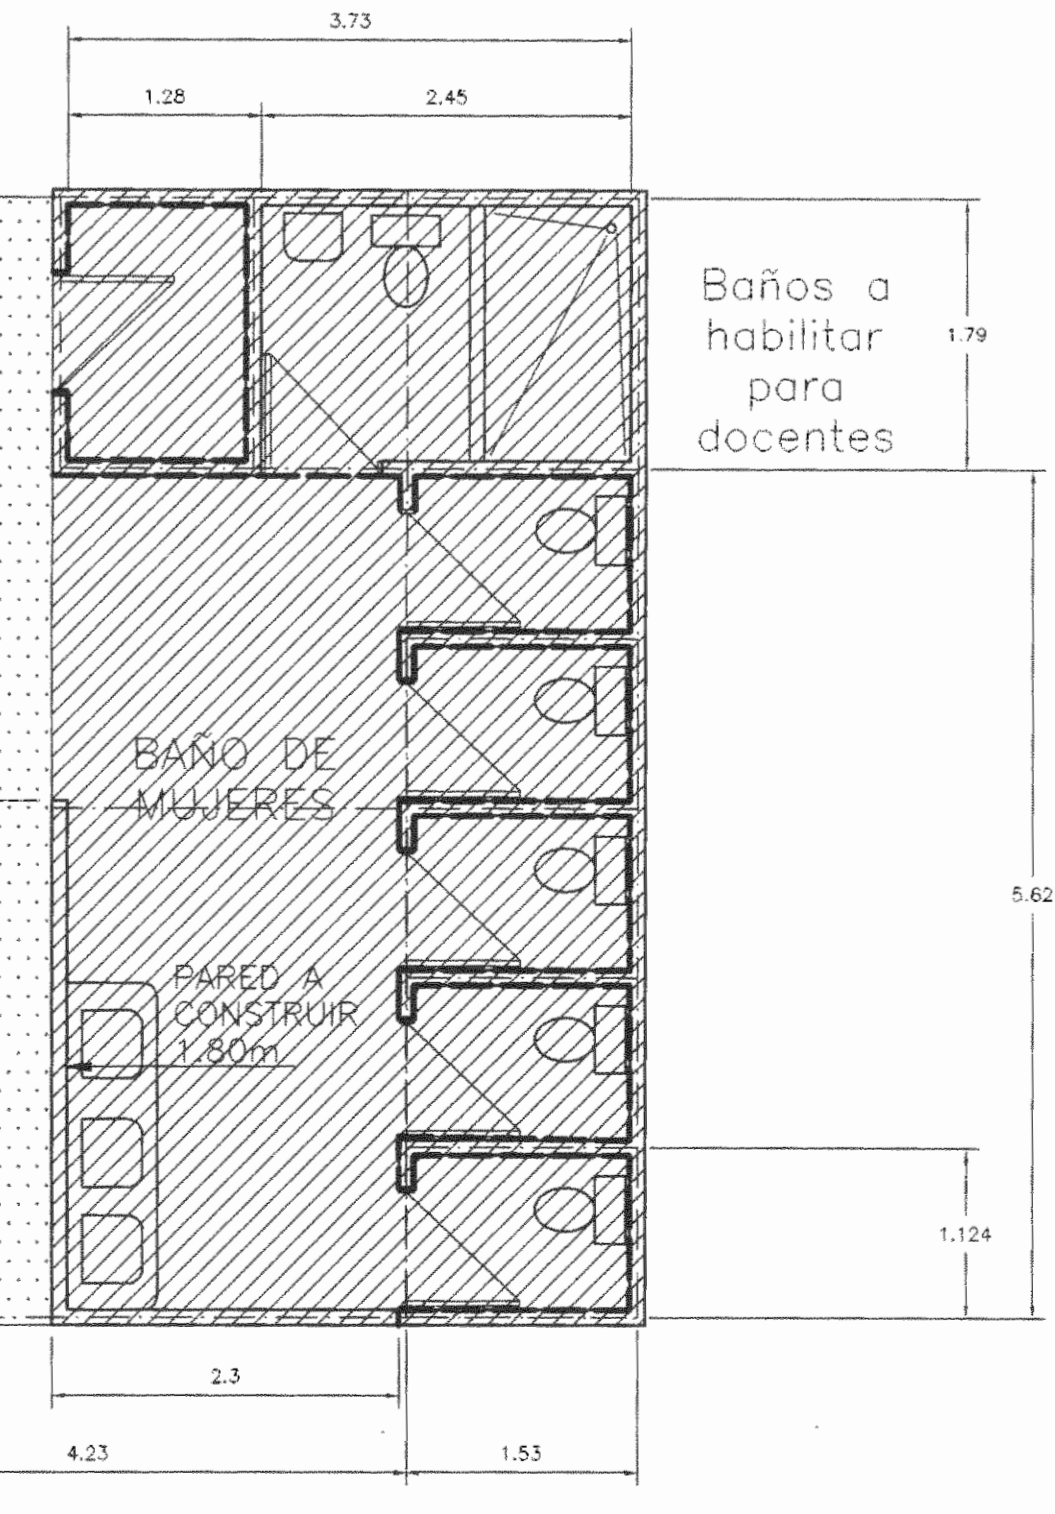 3.73
1.28
2.45
Baños a
habilitar
para
docentes
1.79
BAÑO DE
MUJERES
5.62
PARED A
CONSTRUIR
1.80m
1.124
2.3
4.23
1.53